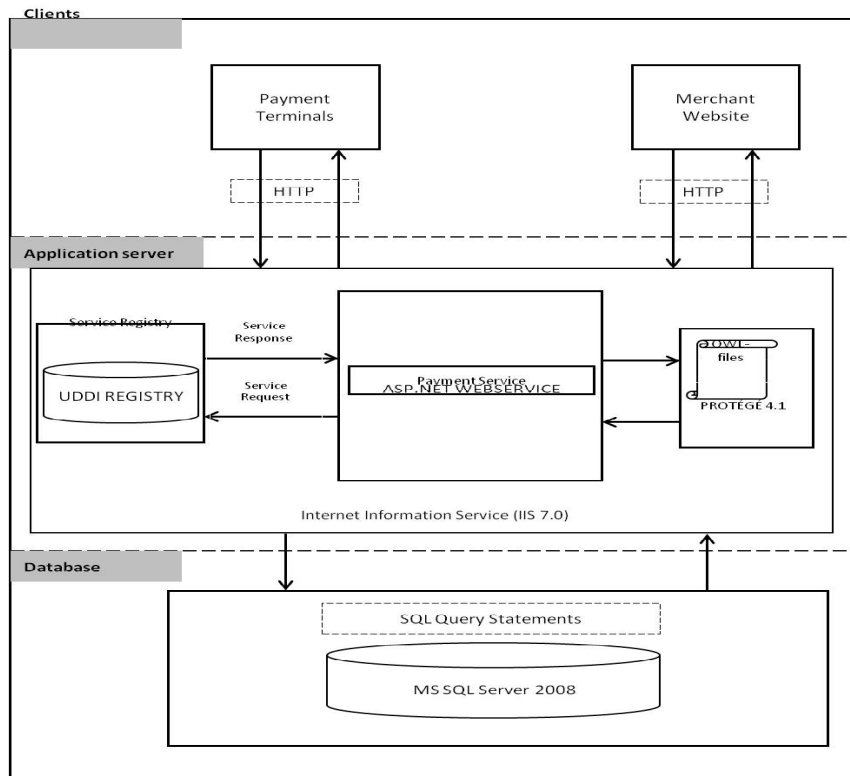 Clients
Payment
Terminals
Merchant
Website
HTTP
HTTP
Application server
Service Registry
Service
Response
Service
Request
UDDI REGISTRY
Payment Service
ASP.NET WEBSERVICE
OWL-
files
PROTÉGÉ 4.1
Internet Information Service (IIS 7.0)
Database
SQL Query Statements
MS SQL Server 2008